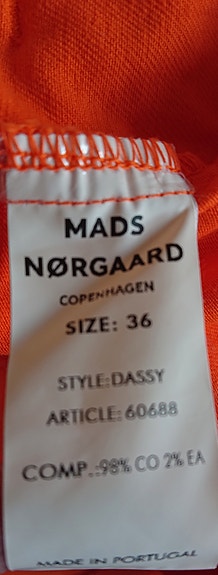 MADS
NØRGAARD
COPENHAGEN
SIZE: 36
STYLE:DASSY
ARTICLE: 60688
COMP.:98% CO 2% EA
MADE IN PORTUGAL